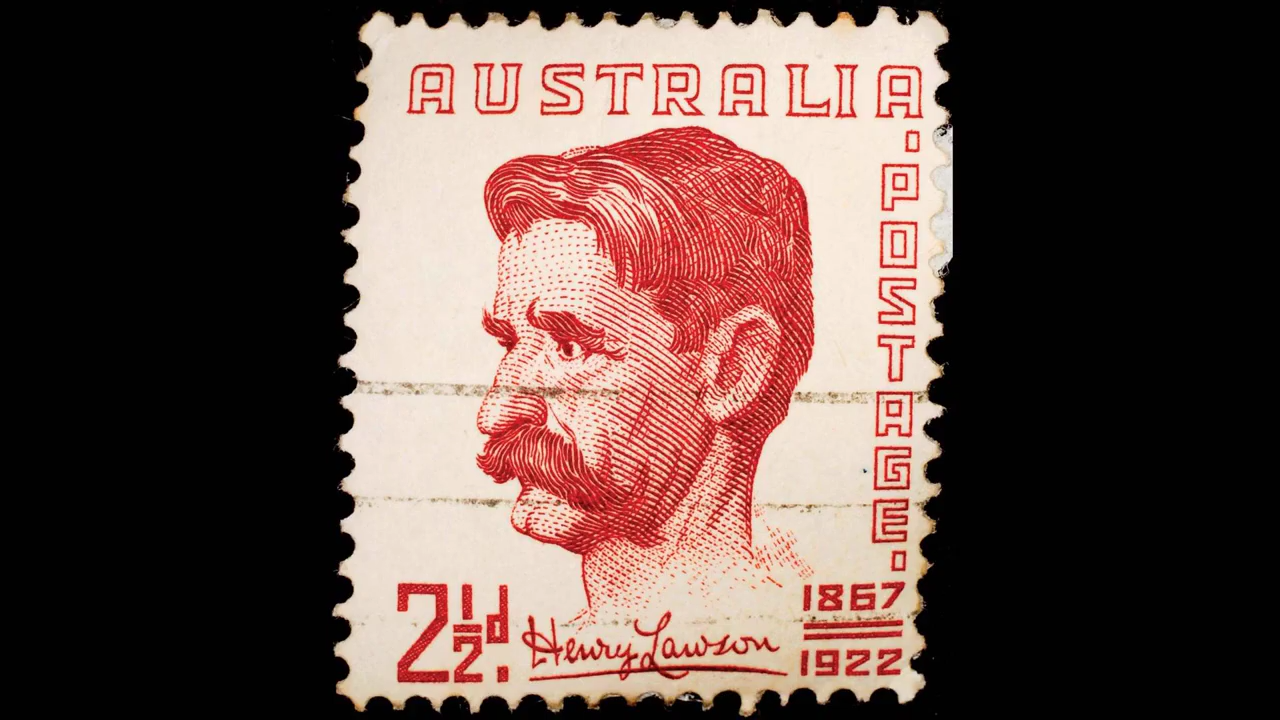 AUSTRALIA.
POSTAGE.
2½d.
Henry Lawson
1867
1922